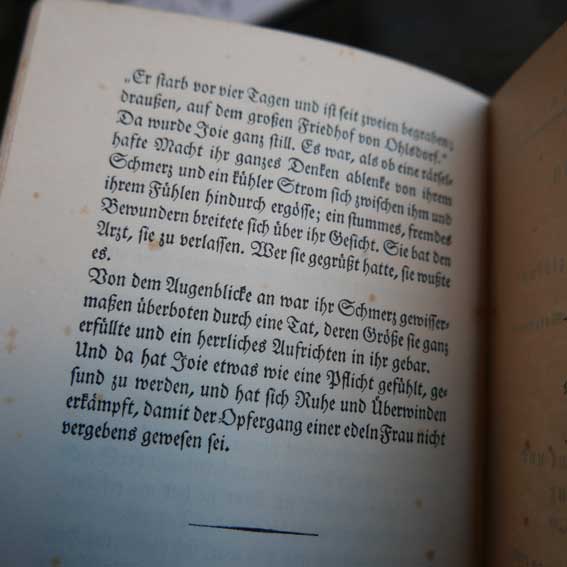 „Er starb vor vier Tagen und ist seit zweien begraben;
draußen, auf dem großen Friedhof von Ohlsdorf.“
Da wurde Joie ganz still. Es war, als ob eine rätsel-
hafte Macht ihr ganzes Denken ablenke von ihrem
Schmerz und ein kühler Strom sich zwischen ihm und
ihrem Fühlen hindurch ergösse; ein stummes, fremdes
Bewundern breitete sich über ihr Gesicht. Sie bat den
Arzt, sie zu verlassen. Wer sie gegrüßt hatte, sie wußte
es.
Von dem Augenblicke an war ihr Schmerz gewisser-
maßen überboten durch eine Tat, deren Größe sie ganz
erfüllte und ein herrliches Aufrichten in ihr gebar.
Und da hat Joie etwas wie eine Pflicht gefühlt, ge-
sund zu werden, und hat sich Ruhe und Überwinden
erkämpft, damit der Opfergang einer edeln Frau nicht
vergebens gewesen sei.